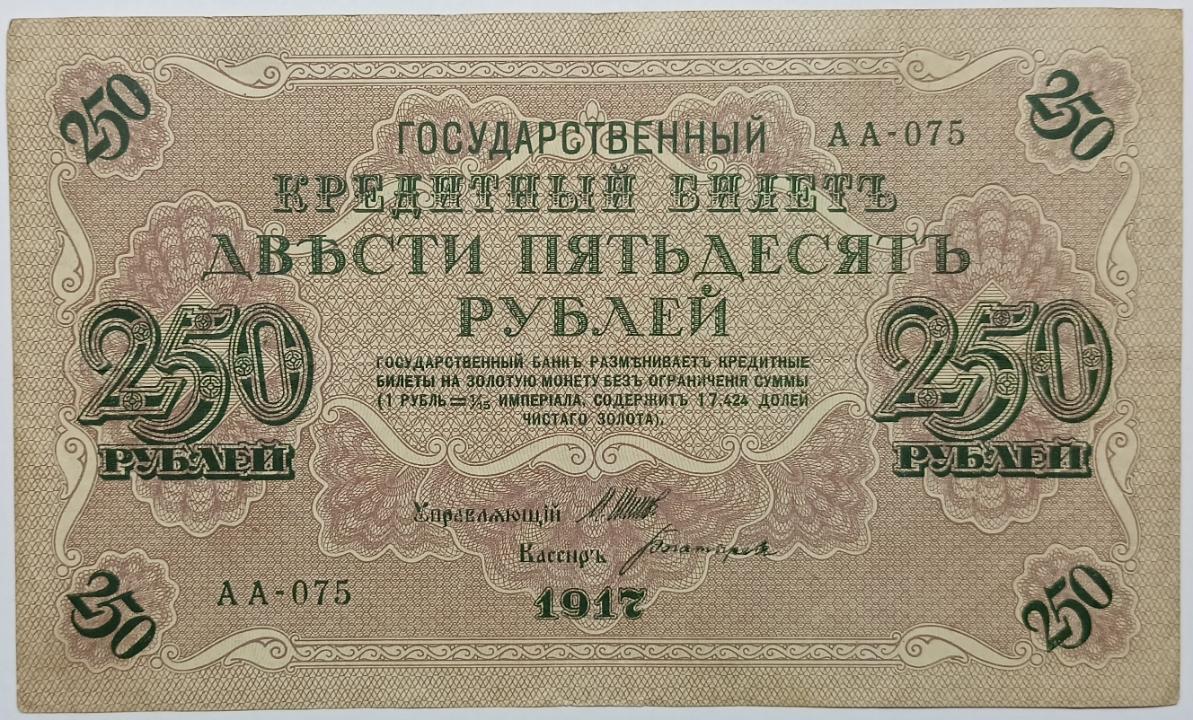 250
250
ГОСУДАРСТВЕННЫЙ АА-075
КРЕДИТНЫЙ БИЛЕТЪ
ДВѢСТИ ПЯТЬДЕСЯТЪ
РУБЛЕЙ
250
РУБЛЕЙ
ГОСУДАРСТВЕННЫЙ БАНКЪ РАЗМѢНИВАЕТЪ КРЕДИТНЫЕ
БИЛЕТЫ НА ЗОЛОТУЮ МОНЕТУ БЕЗЪ ОГРАНИЧЕНІЯ СУММЫ
(1 РУБЛЬ = 1/15 ИМПЕРІАЛА, СОДЕРЖИТЪ 17,424 ДОЛЕЙ
ЧИСТАГО ЗОЛОТА).
250
РУБЛЕЙ
Управляющій И. Шипов
Кассиръ
АА-075
1917
250
250